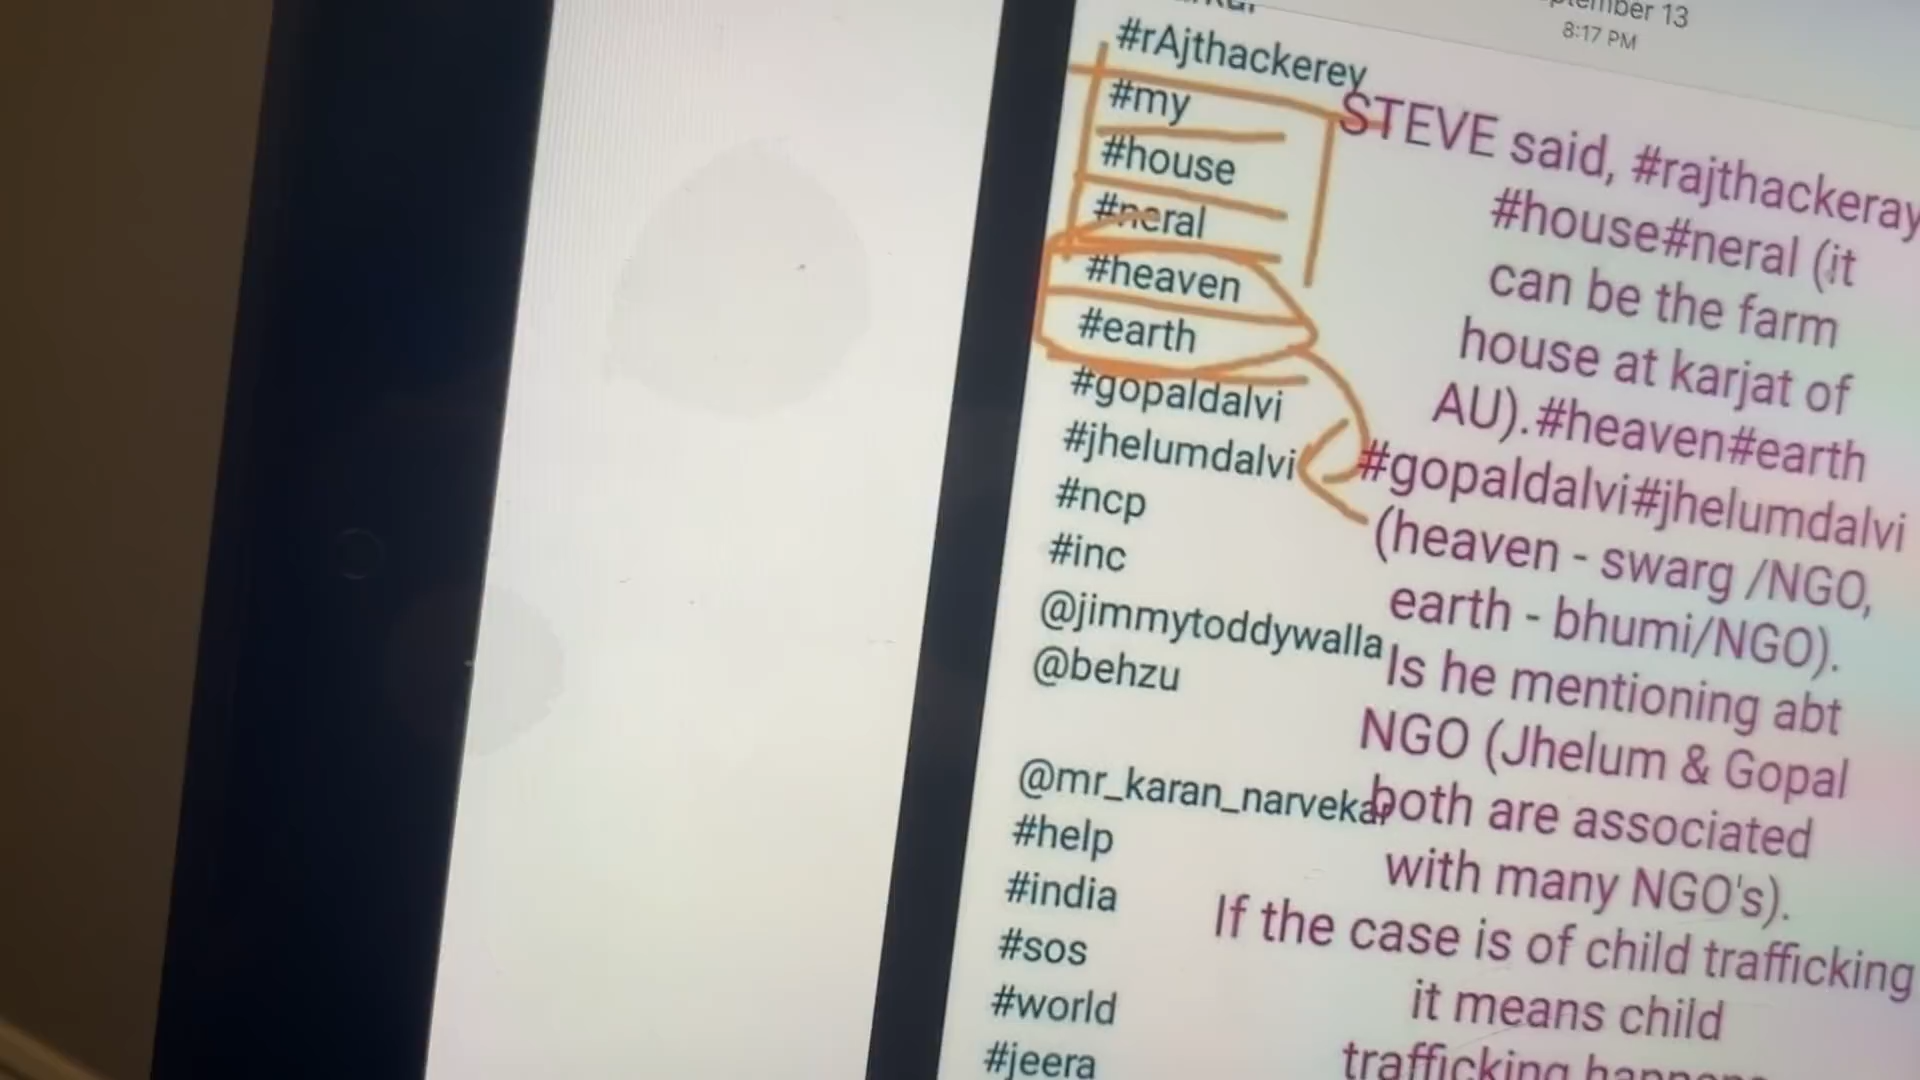 September 13
8:17 PM
#rAjthackerey
#my
#house
#neral
#heaven
#earth
#gopaldalvi
#jhelumdalvi
#ncp
#inc
@jimmytoddywalla
@behzu
@mr_karan_narvekar
#help
#india
#sos
#world
#jeera
STEVE said, #rajthackeray
#house#neral (it
can be the farm
house at karjat of
AU).#heaven#earth
#gopaldalvi#jhelumdalvi
(heaven - swarg /NGO,
earth - bhumi/NGO).
Is he mentioning abt
NGO (Jhelum & Gopal
both are associated
with many NGO's).
If the case is of child trafficking
it means child
trafficking